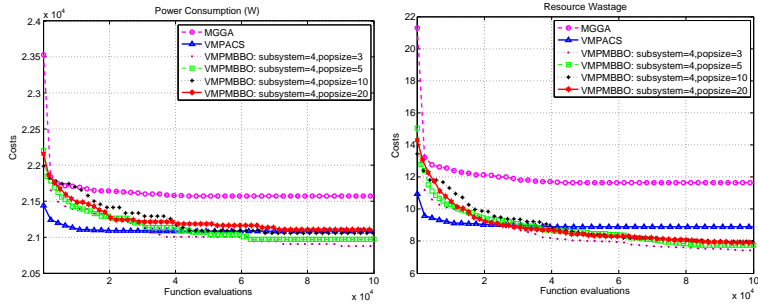 Power Consumption (W)
x 10^4
2.4
2.35
2.3
2.25
2.2
2.15
2.1
2.05
Costs
0
2
4
6
8
10
Function evaluations
x 10^4
MGGA
VMPACS
VMPMBBO: subsystem=4,popsize=3
VMPMBBO: subsystem=4,popsize=5
VMPMBBO: subsystem=4,popsize=10
VMPMBBO: subsystem=4,popsize=20
Resource Wastage
22
20
18
16
14
12
10
8
6
Costs
0
2
4
6
8
10
Function evaluations
x 10^4
MGGA
VMPACS
VMPMBBO: subsystem=4,popsize=3
VMPMBBO: subsystem=4,popsize=5
VMPMBBO: subsystem=4,popsize=10
VMPMBBO: subsystem=4,popsize=20